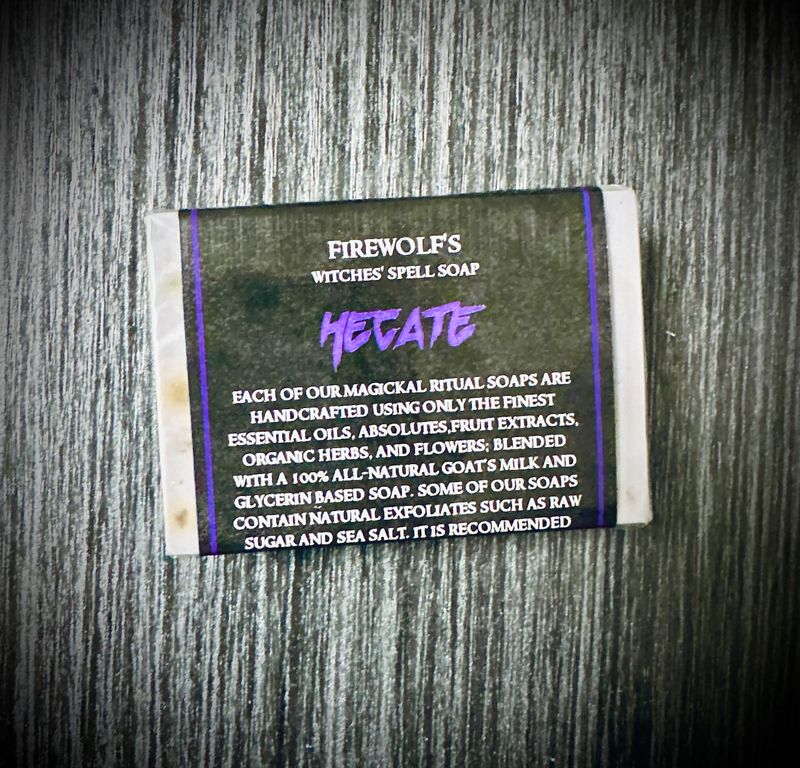 FIREWOLF'S
WITCHES' SPELL SOAP
HECATE
EACH OF OUR MAGICKAL RITUAL SOAPS ARE
HANDCRAFTED USING ONLY THE FINEST
ESSENTIAL OILS, ABSOLUTES,FRUIT EXTRACTS,
ORGANIC HERBS, AND FLOWERS; BLENDED
WITH A 100% ALL-NATURAL GOAT'S MILK AND
GLYCERIN BASED SOAP. SOME OF OUR SOAPS
CONTAIN NATURAL EXFOLIATES SUCH AS RAW
SUGAR AND SEA SALT. IT IS RECOMMENDED